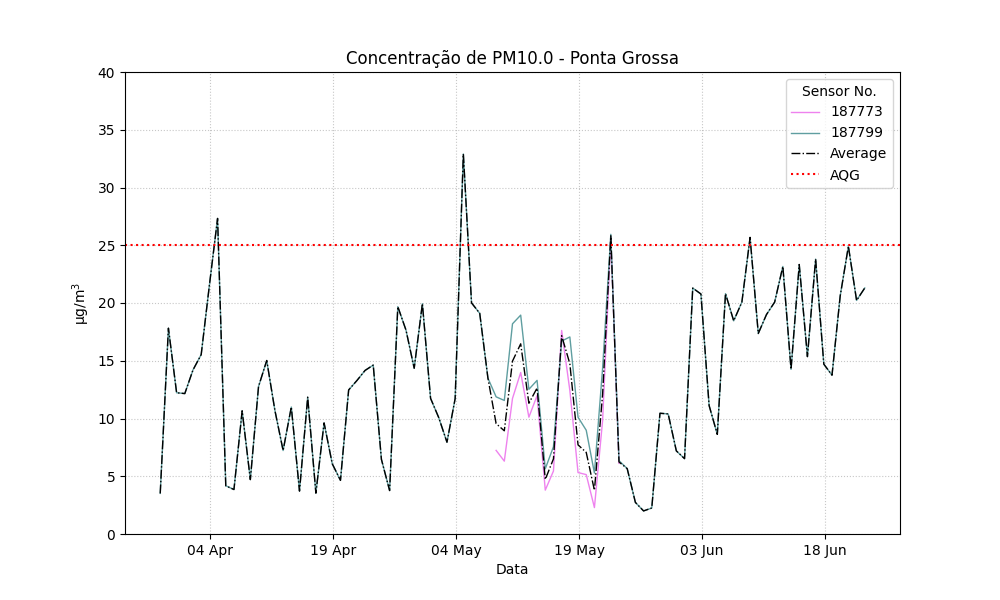 Concentração de PM10.0 - Ponta Grossa
40
35
30
25
20
15
10
5
0
µg/m³
Sensor No.
187773
187799
Average
AQG
04 Apr
19 Apr
04 May
19 May
03 Jun
18 Jun
Data